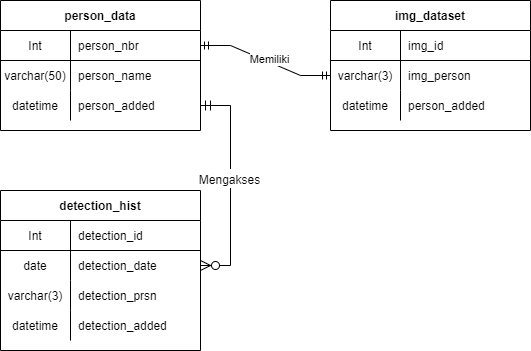 person_data
Int person_nbr
varchar(50) person_name
datetime person_added
Memiliki
img_dataset
Int img_id
varchar(3) img_person
datetime person_added
Mengakses
detection_hist
Int detection_id
date detection_date
varchar(3) detection_prsn
datetime detection_added